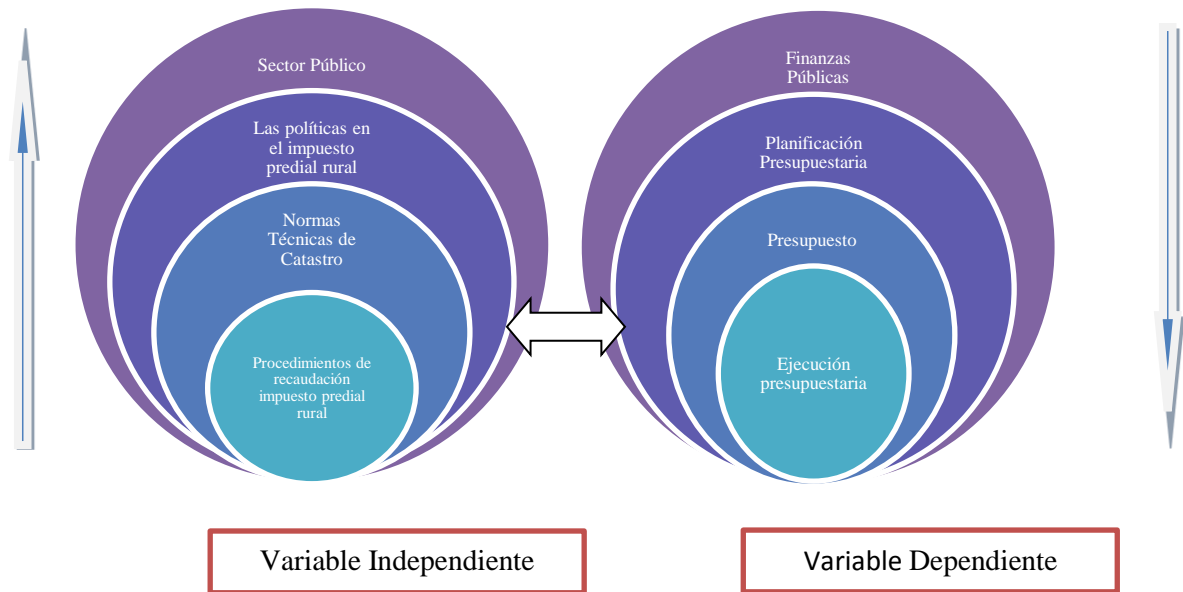 Sector Público
Las políticas en
el impuesto
predial rural
Normas
Técnicas de
Catastro
Procedimientos de
recaudación
impuesto predial
rural
Finanzas
Públicas
Planificación
Presupuestaria
Presupuesto
Ejecución
presupuestaria
Variable Independiente
Variable Dependiente